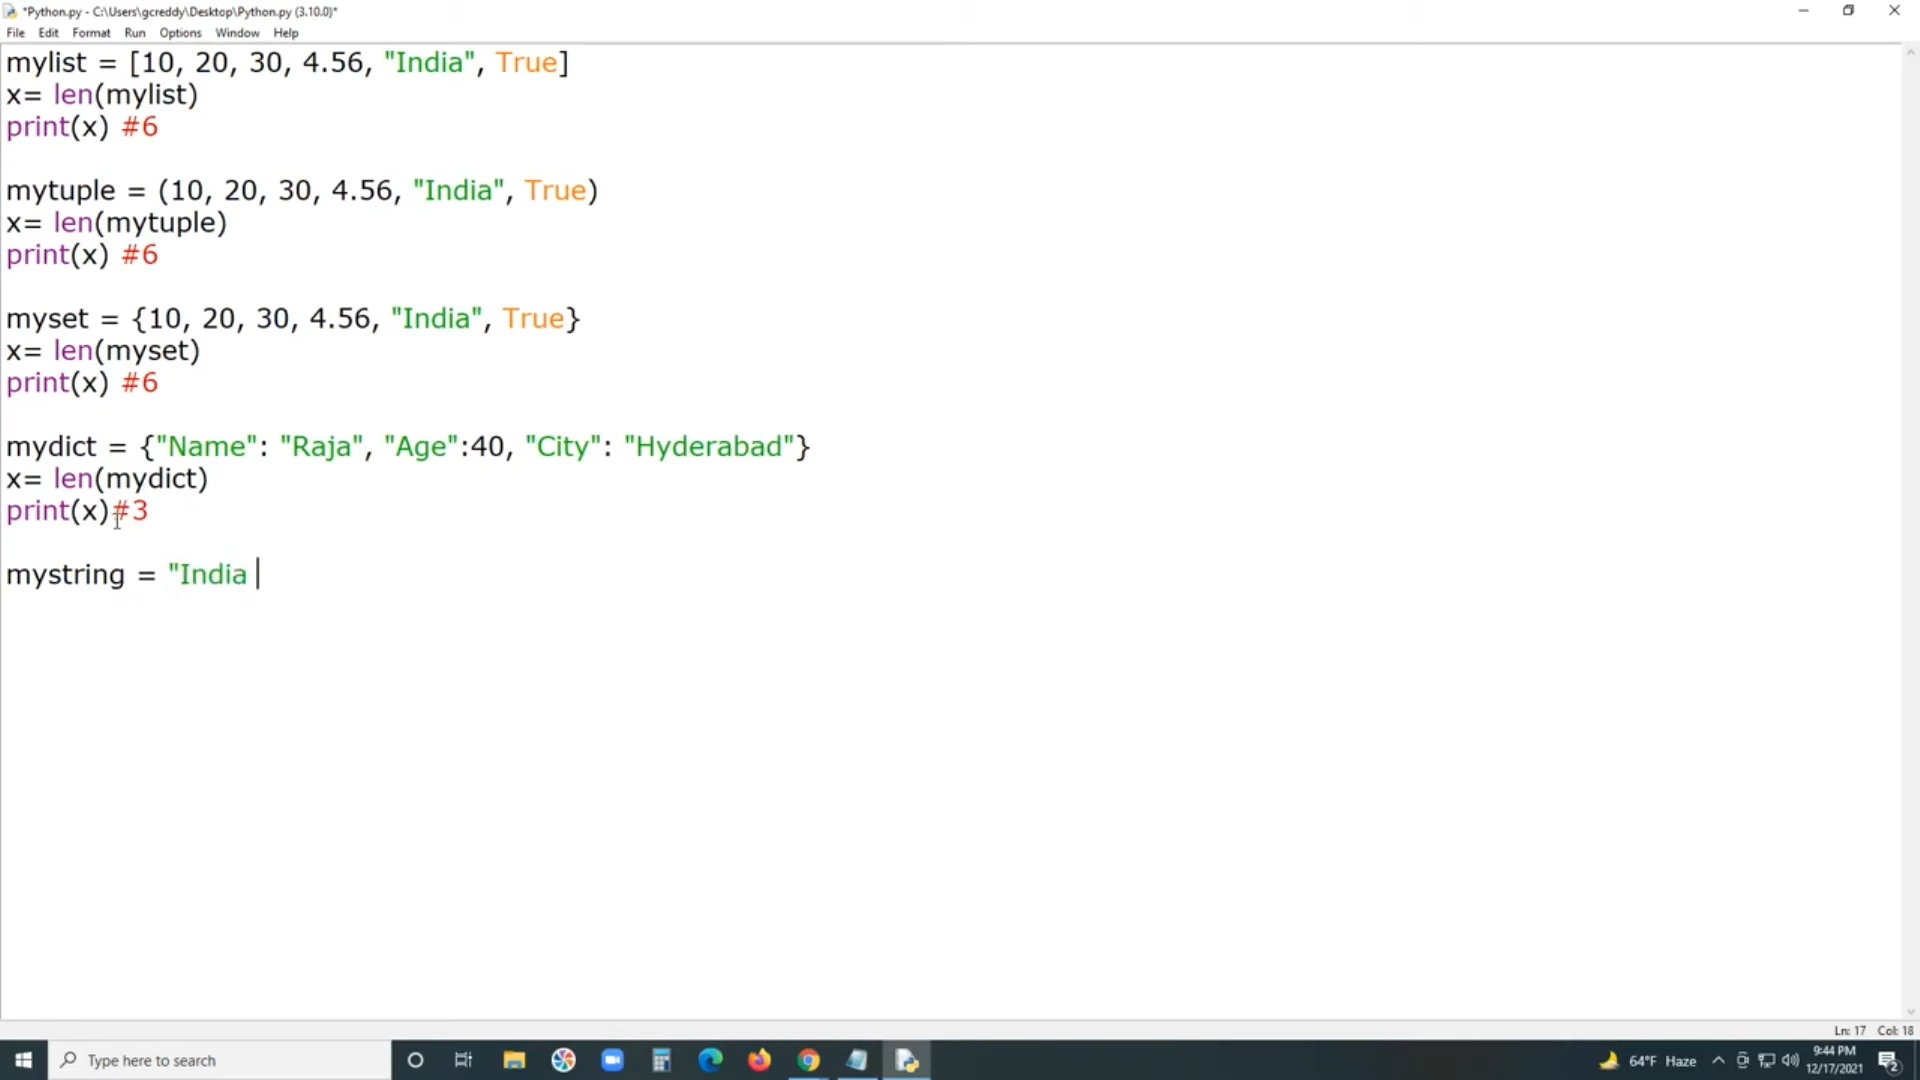 *Python.py - C:\Users\gcreddy\Desktop\Python.py (3.10.0)*
File Edit Format Run Options Window Help
mylist = [10, 20, 30, 4.56, "India", True]
x= len(mylist)
print(x) #6
mytuple = (10, 20, 30, 4.56, "India", True)
x= len(mytuple)
print(x) #6
myset = {10, 20, 30, 4.56, "India", True}
x= len(myset)
print(x) #6
mydict = {"Name": "Raja", "Age":40, "City": "Hyderabad"}
x= len(mydict)
print(x)#3
mystring = "India
Ln: 17 Col: 18
Type here to search
64°F Haze
9:44 PM
12/17/2021
2